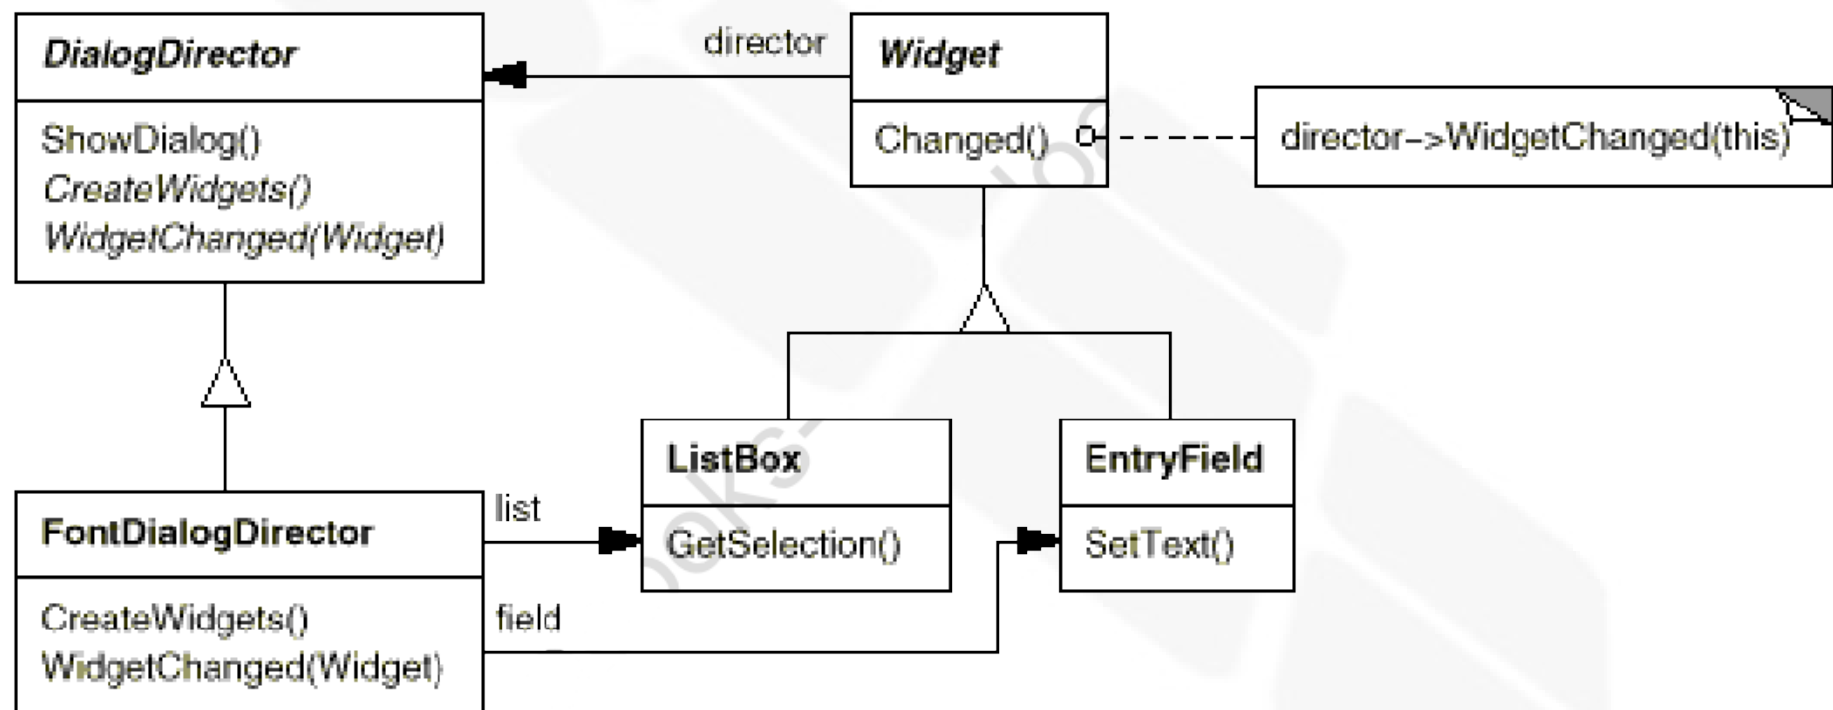 DialogDirector
ShowDialog()
CreateWidgets()
WidgetChanged(Widget)
director
Widget
Changed()
director–>WidgetChanged(this)
FontDialogDirector
CreateWidgets()
WidgetChanged(Widget)
list
field
ListBox
GetSelection()
EntryField
SetText()